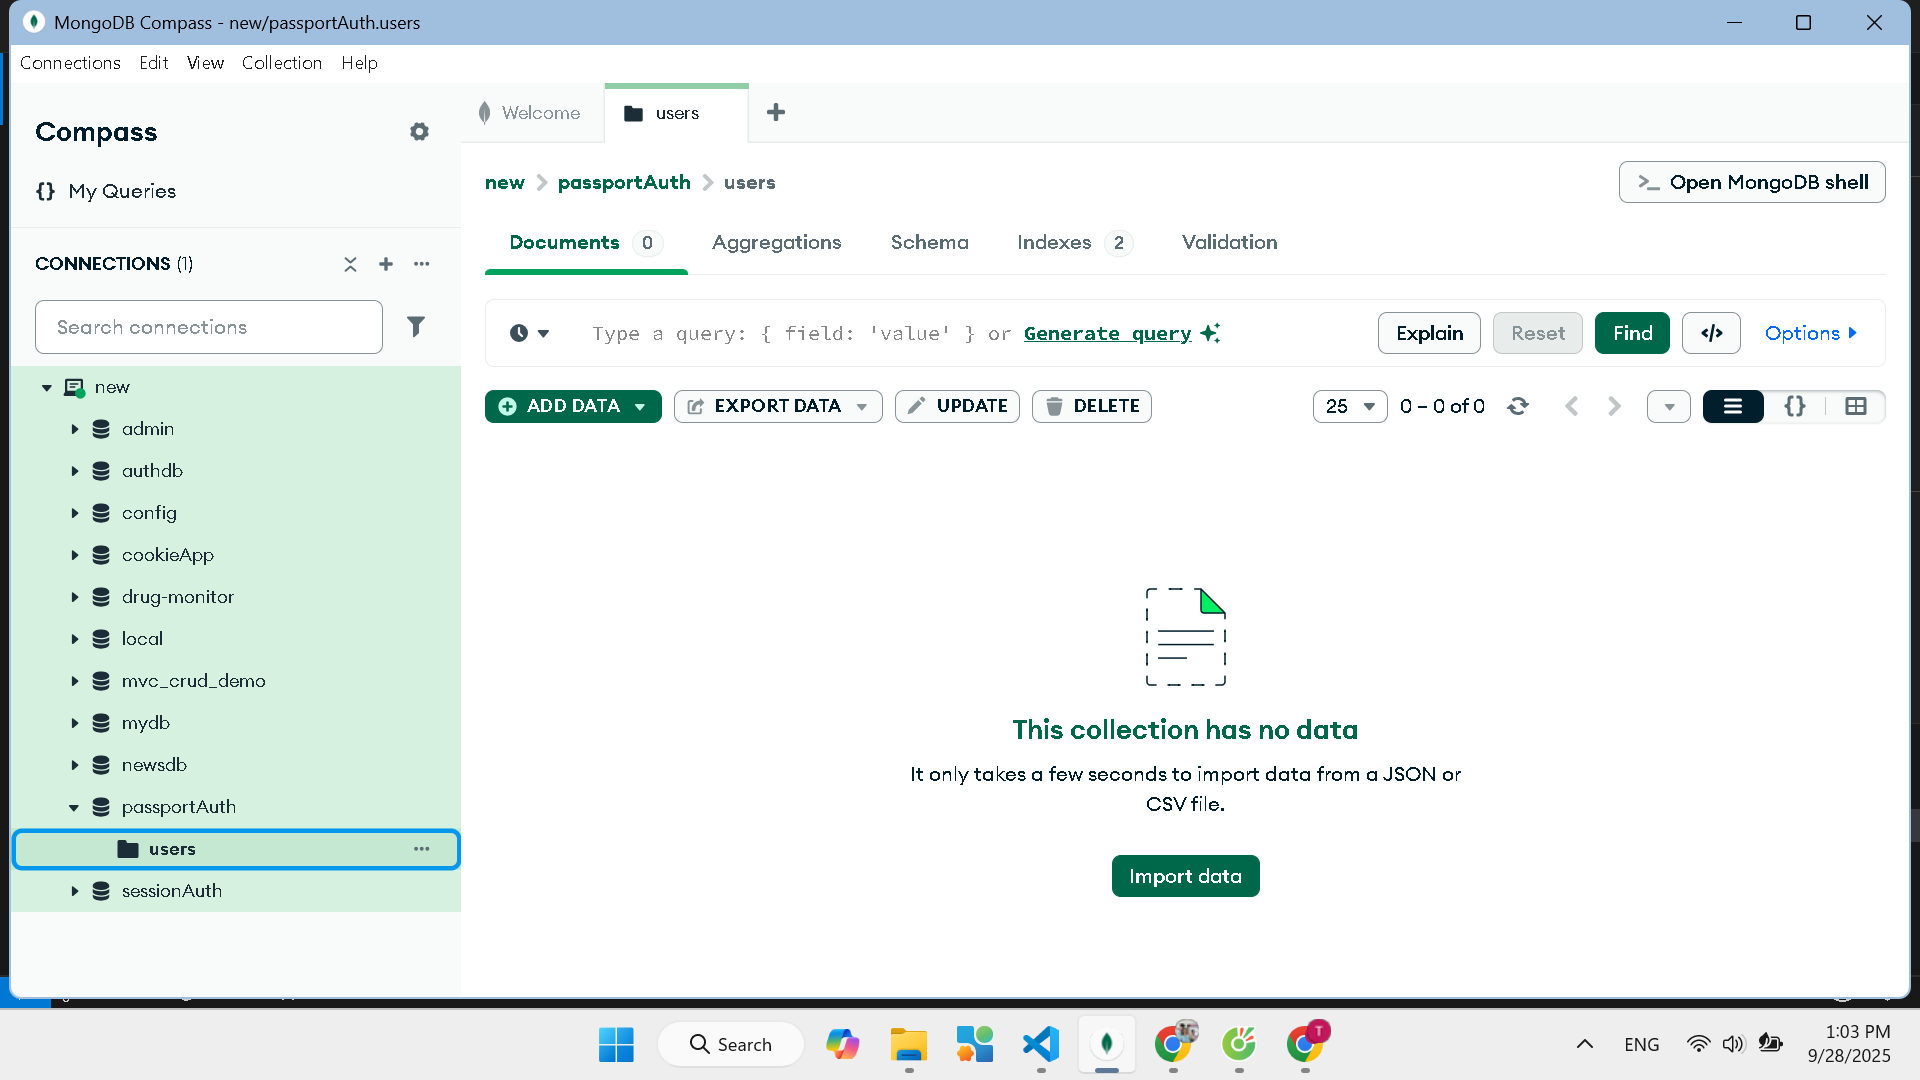 MongoDB Compass - new/passportAuth.users
Connections Edit View Collection Help
Compass
{} My Queries
CONNECTIONS (1)
Search connections
new
admin
authdb
config
cookieApp
drug-monitor
local
mvc_crud_demo
mydb
newsdb
passportAuth
users
sessionAuth
Welcome users
new > passportAuth > users
>_ Open MongoDB shell
Documents 0 Aggregations Schema Indexes 2 Validation
Type a query: { field: 'value' } or Generate query
Explain Reset Find </> Options
ADD DATA EXPORT DATA UPDATE DELETE
25 0 – 0 of 0 {}
This collection has no data
It only takes a few seconds to import data from a JSON or
CSV file.
Import data
Search
T
ENG
1:03 PM
9/28/2025